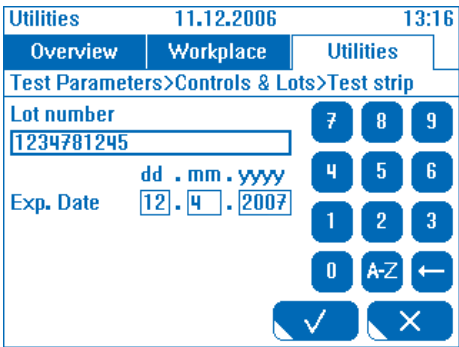 Utilities 11.12.2006 13:16
Overview Workplace Utilities
Test Parameters>Controls & Lots>Test strip
Lot number
1234781245
dd . mm . yyyy
Exp. Date 12 . 4 . 2007
7 8 9
4 5 6
1 2 3
0 A-Z ←
✓ ✕